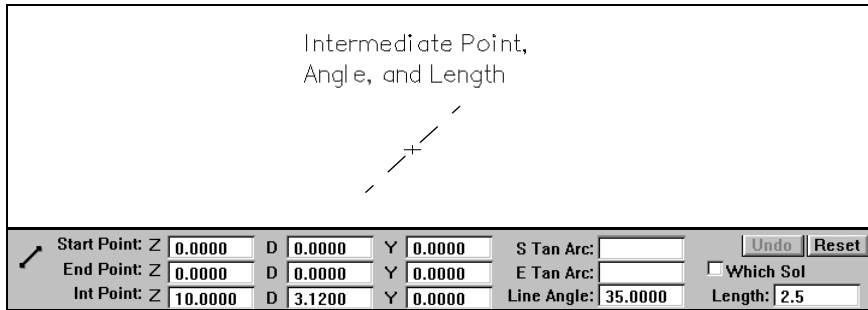 Intermediate Point,
Angle, and Length
Start Point: Z 0.0000 D 0.0000 Y 0.0000 S Tan Arc: Undo Reset
End Point: Z 0.0000 D 0.0000 Y 0.0000 E Tan Arc: Which Sol
Int Point: Z 10.0000 D 3.1200 Y 0.0000 Line Angle: 35.0000 Length: 2.5